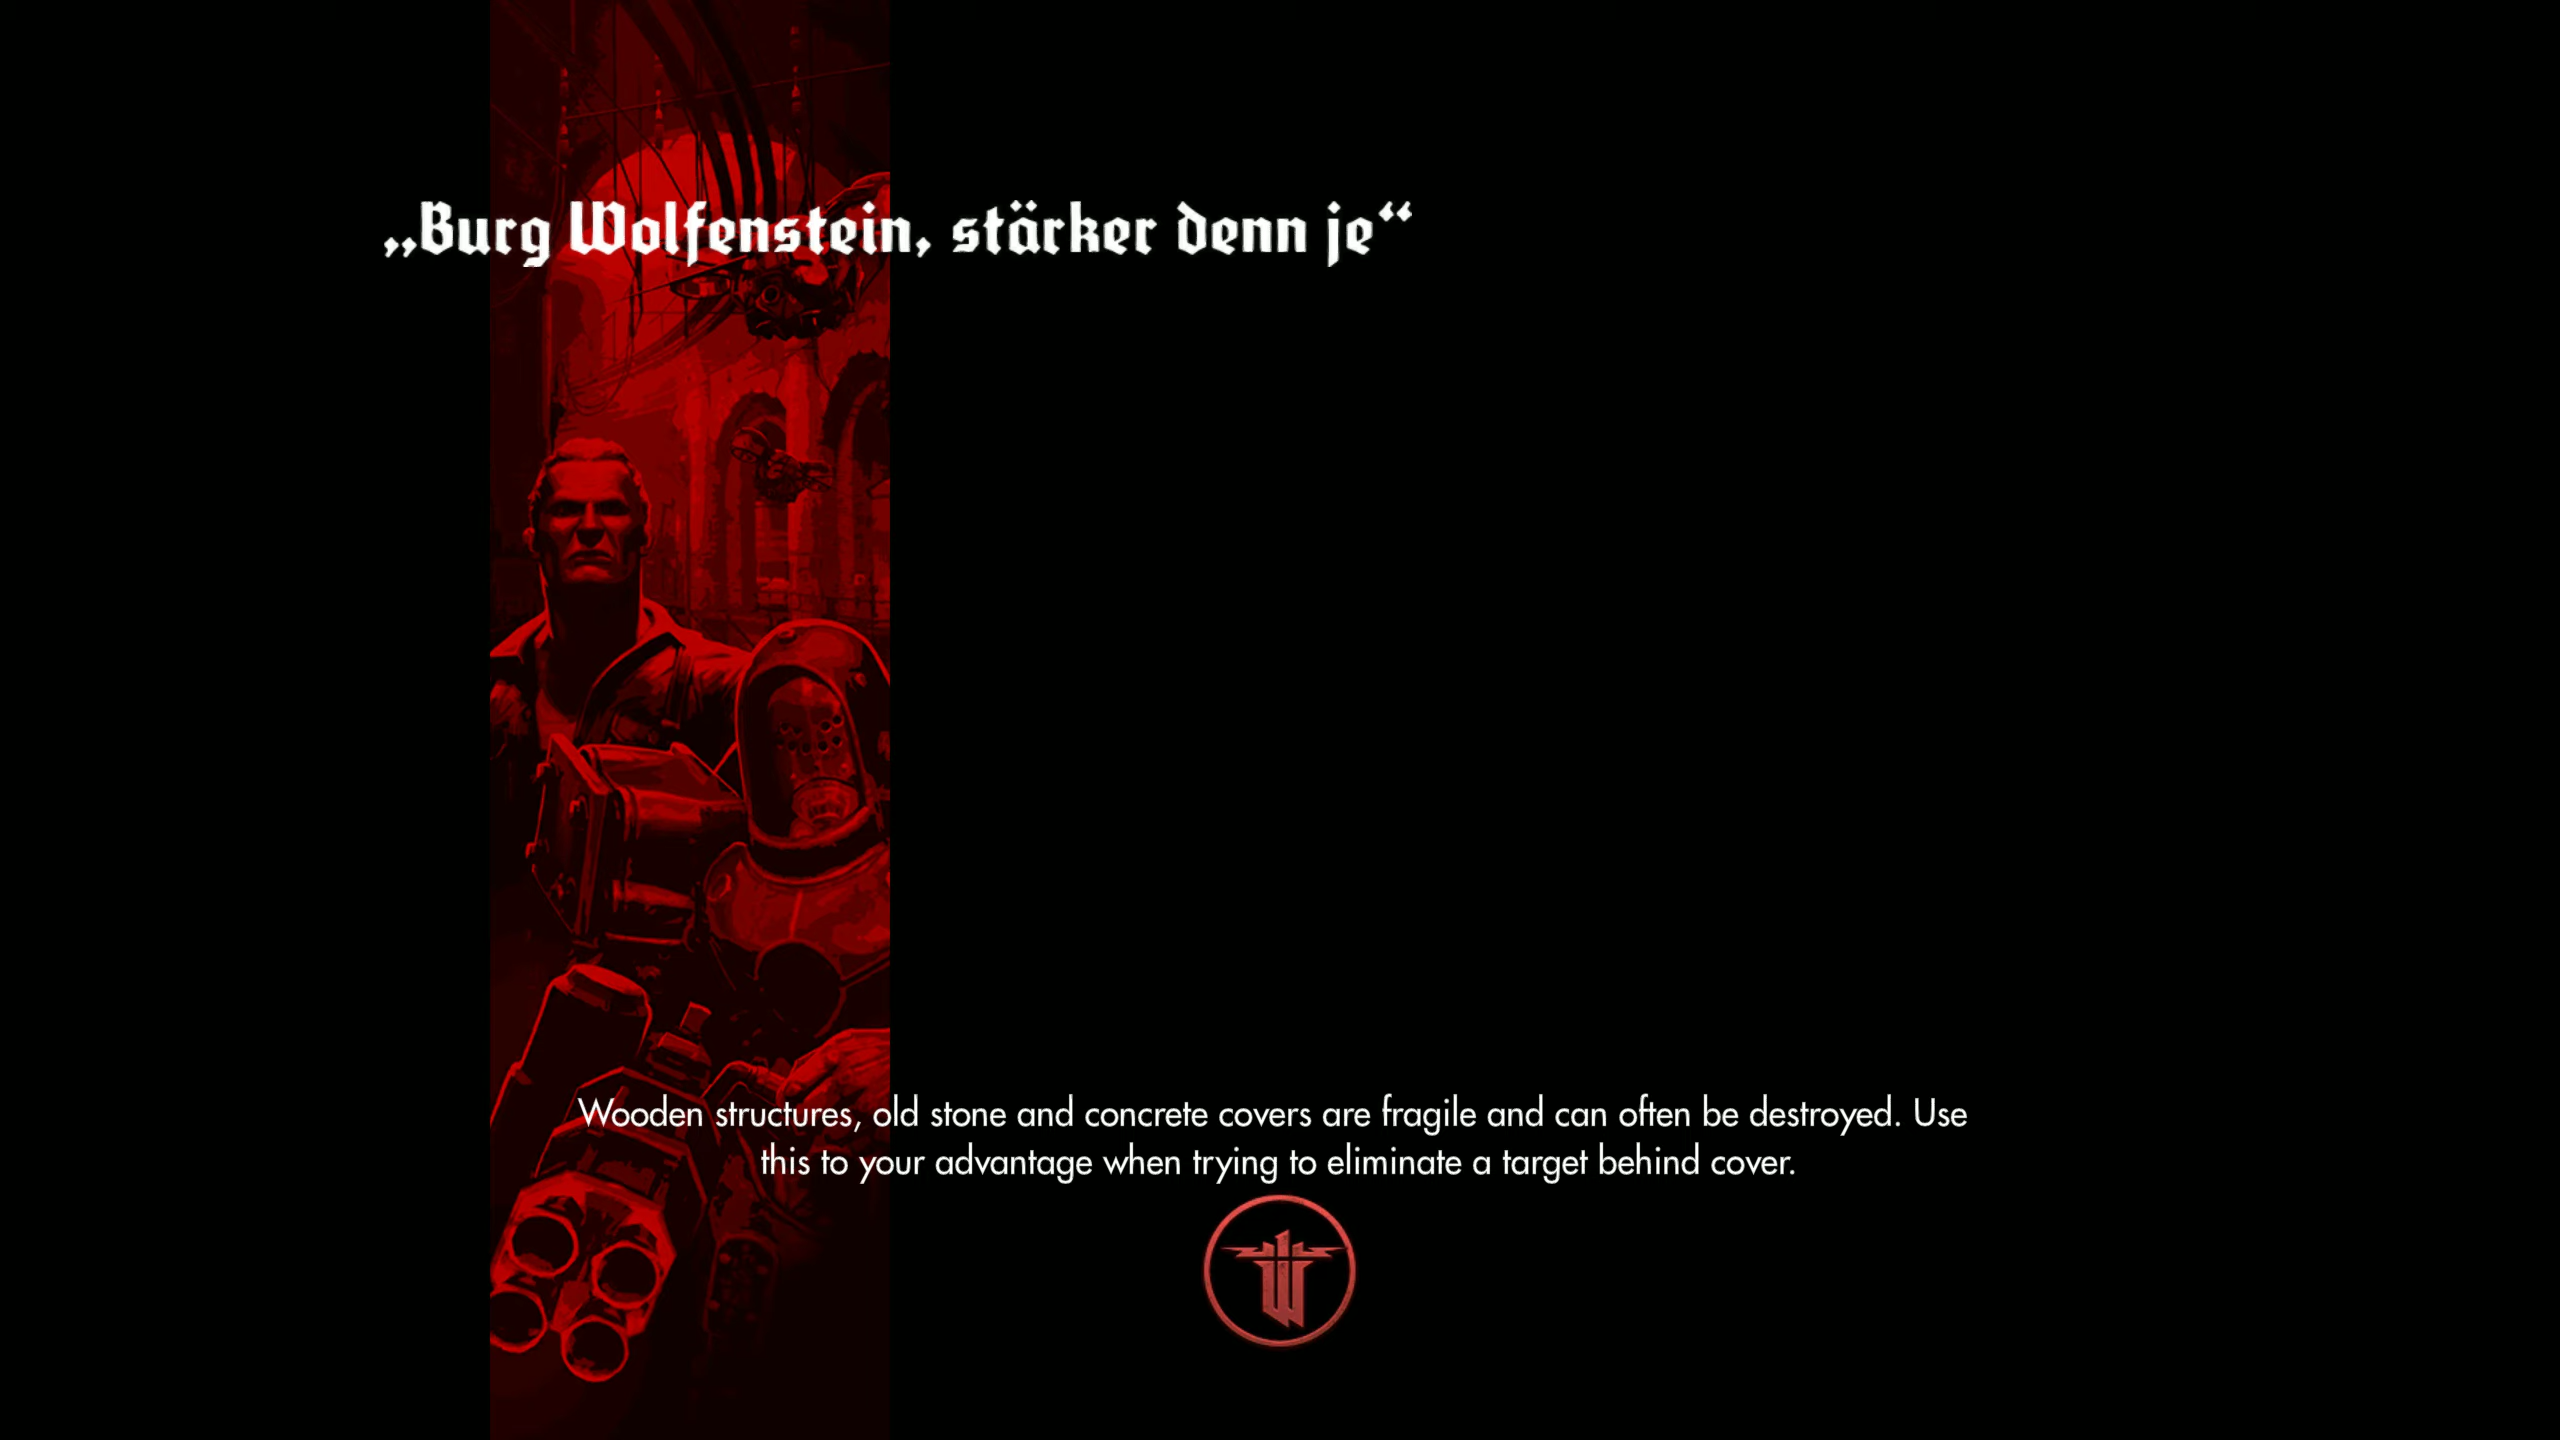 „Burg Wolfenstein, stärker denn je“
Wooden structures, old stone and concrete covers are fragile and can often be destroyed. Use
this to your advantage when trying to eliminate a target behind cover.